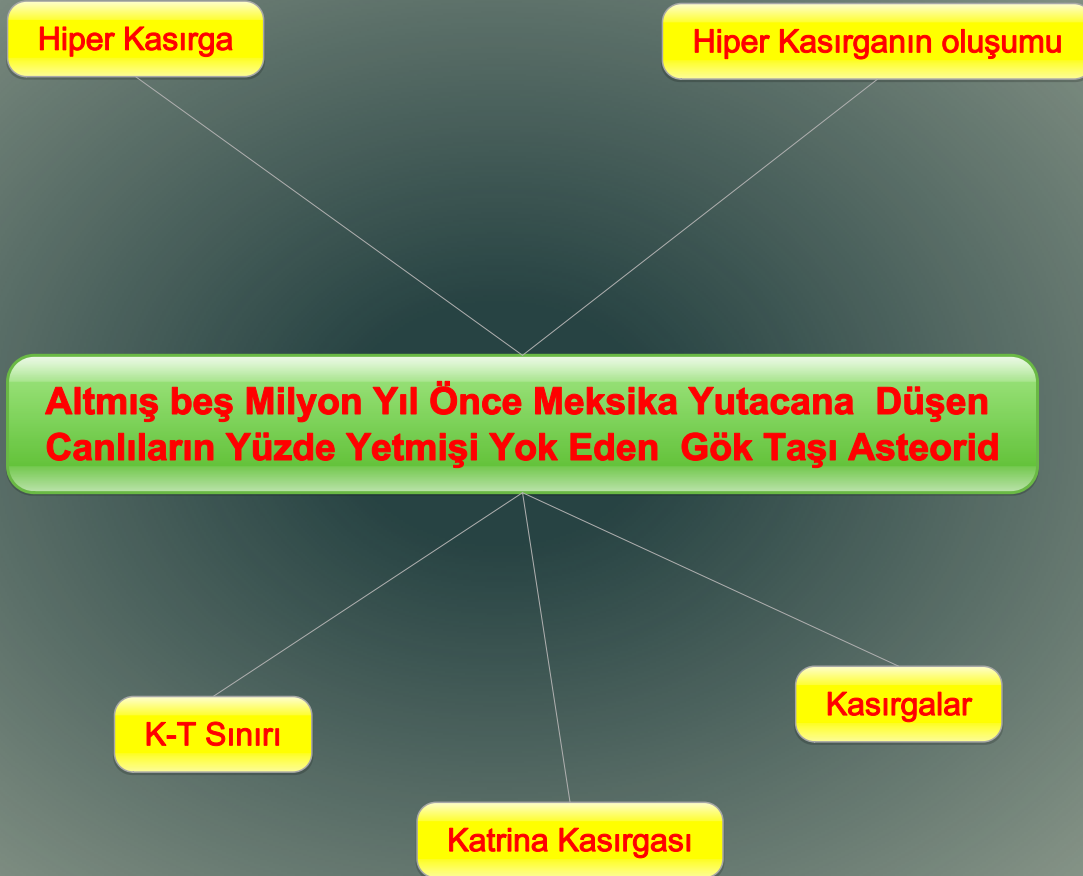 Hiper Kasırga
Hiper Kasırganın oluşumu
Altmış beş Milyon Yıl Önce Meksika Yutacana Düşen
Canlıların Yüzde Yetmişi Yok Eden Gök Taşı Asteorid
K-T Sınırı
Kasırgalar
Katrina Kasırgası